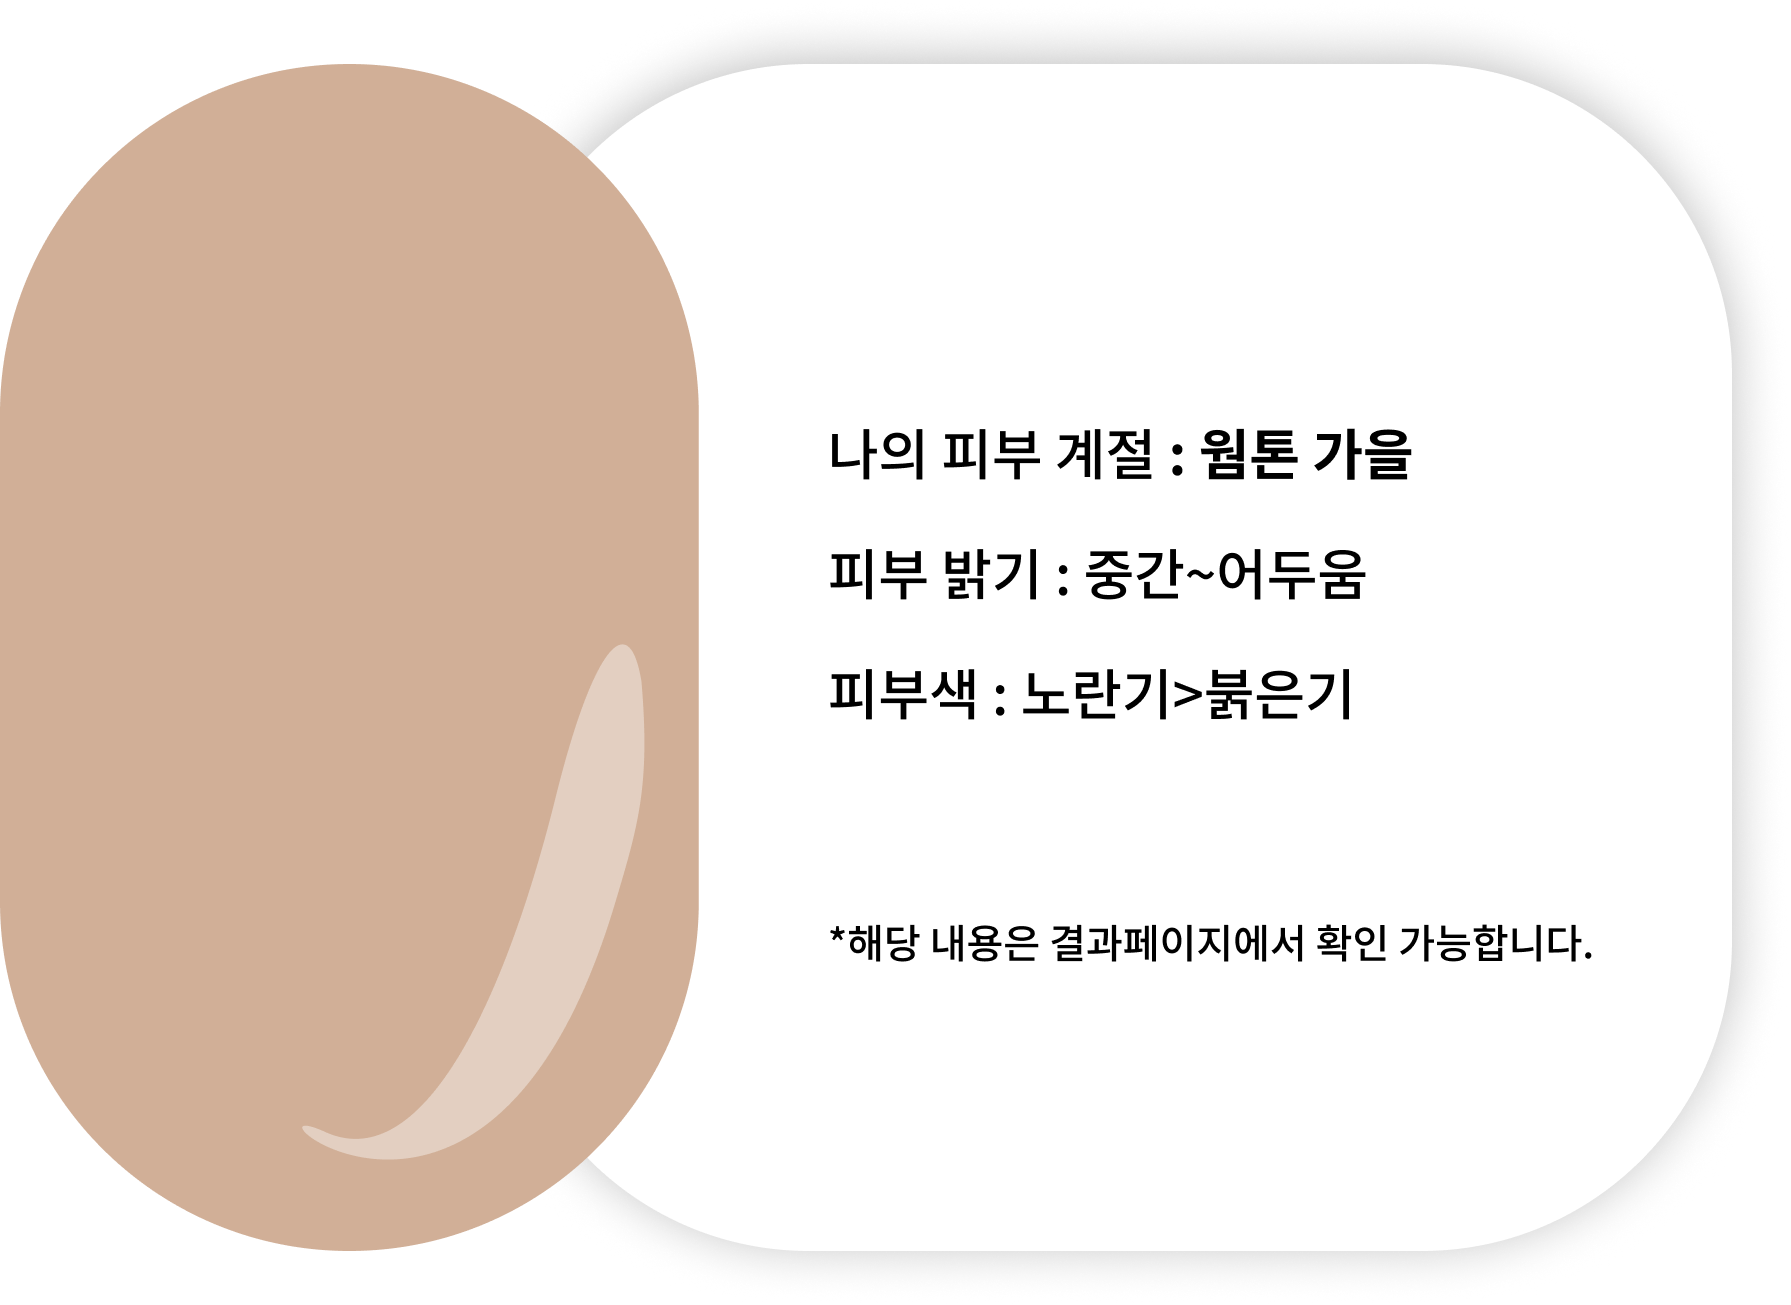 나의 피부 계절 : 웜톤 가을
피부 밝기 : 중간~어두움
피부색 : 노란기>붉은기
*해당 내용은 결과페이지에서 확인 가능합니다.